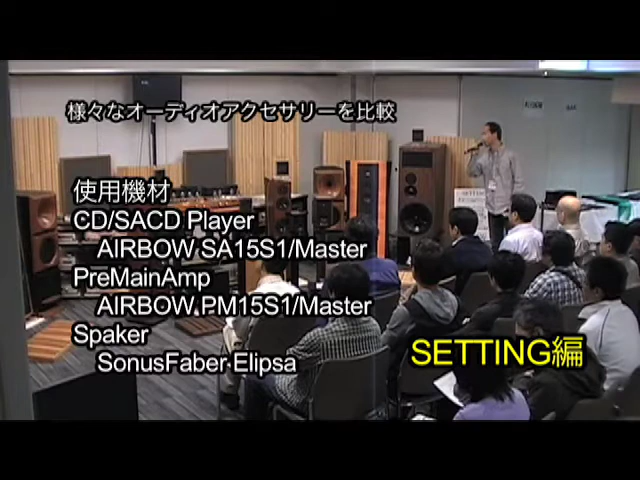 様々なオーディオアクセサリーを比較
使用機材
CD/SACD Player
AIRBOW SA15S1/Master
PreMainAmp
AIRBOW PM15S1/Master
Spaker
SonusFaber Elipsa
SETTING編